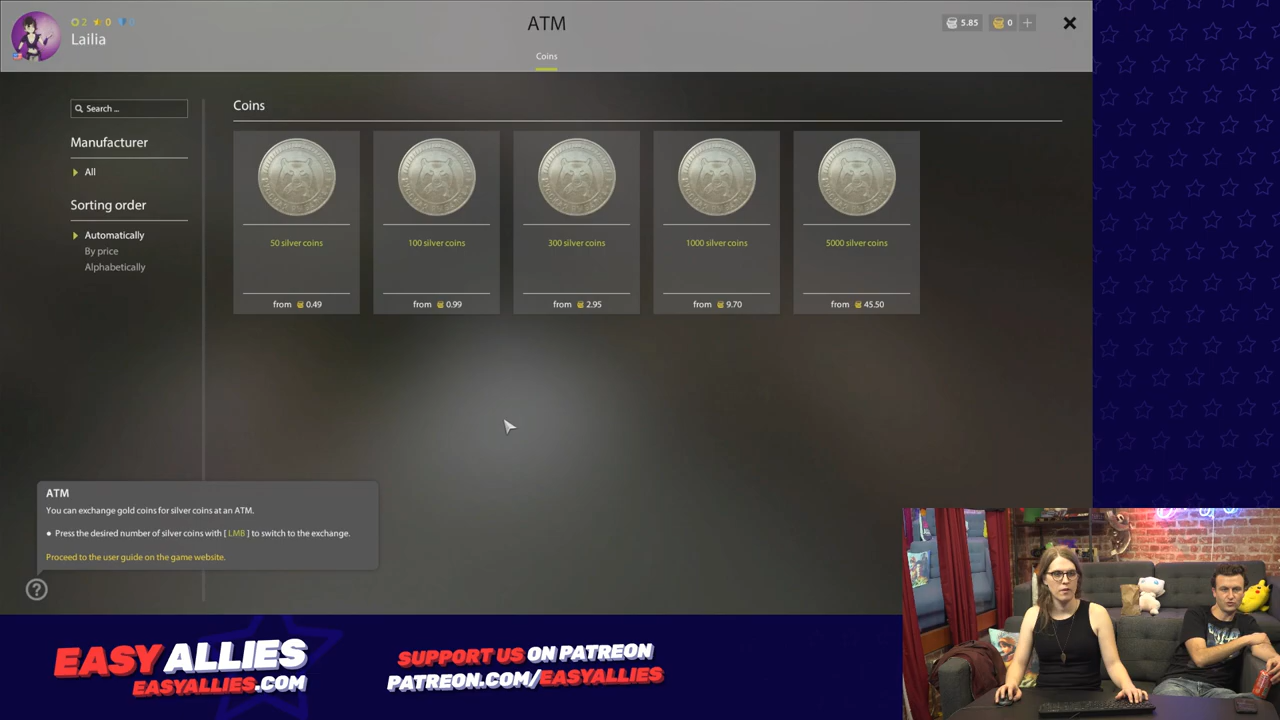 2 0 0
Lailia
ATM
5.85
0
Coins
Search ...
Manufacturer
All
Sorting order
Automatically
By price
Alphabetically
Coins
50 silver coins
100 silver coins
300 silver coins
1000 silver coins
5000 silver coins
from 0.49
from 0.99
from 2.95
from 9.70
from 45.50
ATM
You can exchange gold coins for silver coins at an ATM.
● Press the desired number of silver coins with [ LMB ] to switch to the exchange.
Proceed to the user guide on the game website.
?
EASY ALLIES
EASYALLIES.COM
SUPPORT US ON PATREON
PATREON.COM/EASYALLIES